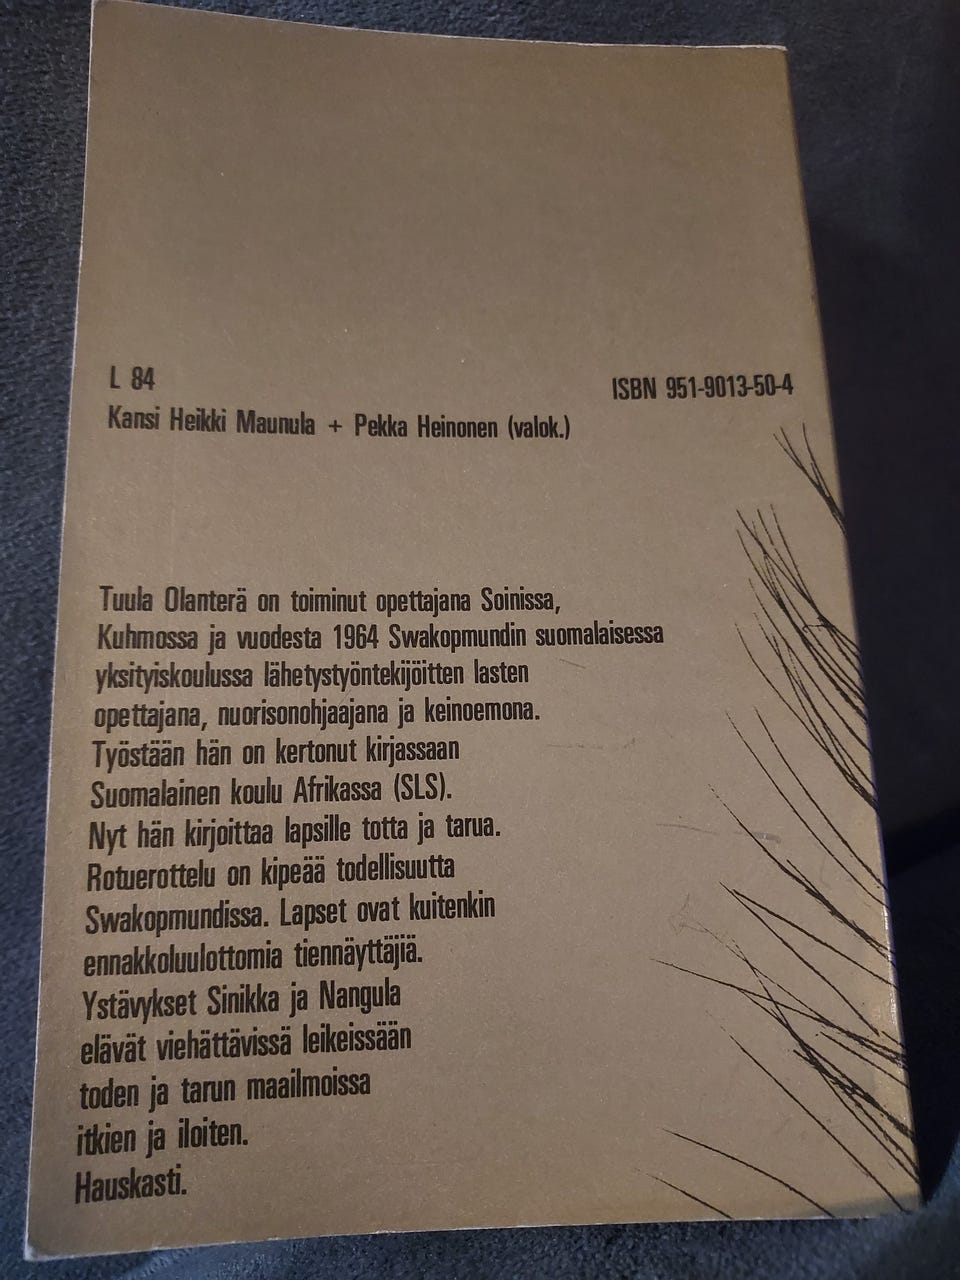 L 84
ISBN 951-9013-50-4
Kansi Heikki Maunula + Pekka Heinonen (valok.)
Tuula Olanterä on toiminut opettajana Soinissa,
Kuhmossa ja vuodesta 1964 Swakopmundin suomalaisessa
yksityiskoulussa lähetystyöntekijöitten lasten
opettajana, nuorisonohjaajana ja keinoemona.
Työstään hän on kertonut kirjassaan
Suomalainen koulu Afrikassa (SLS).
Nyt hän kirjoittaa lapsille totta ja tarua.
Rotuerottelu on kipeää todellisuutta
Swakopmundissa. Lapset ovat kuitenkin
ennakkoluulottomia tiennäyttäjiä.
Ystävykset Sinikka ja Nangula
elävät viehättävissä leikeissään
toden ja tarun maailmoissa
itkien ja iloiten.
Hauskasti.